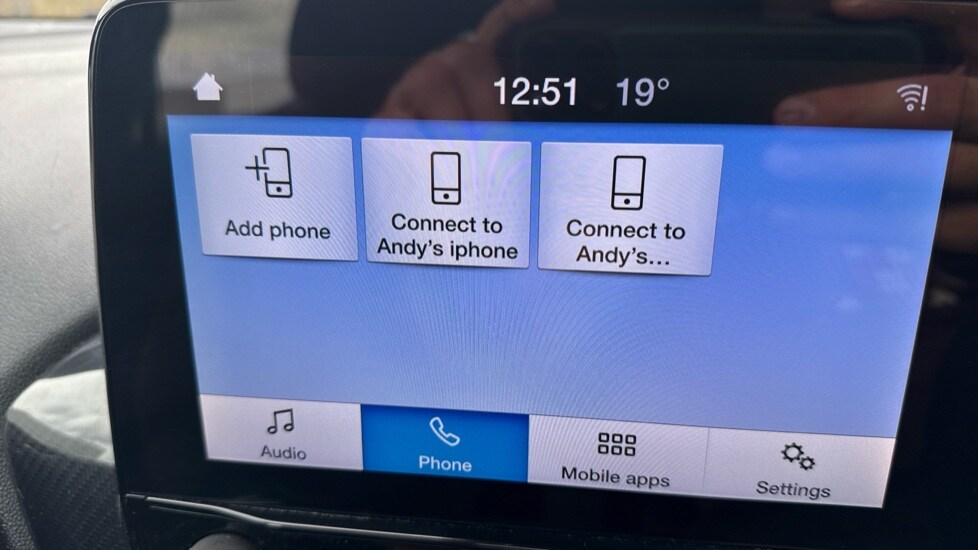 12:51 19°
Add phone
Connect to
Andy's iphone
Connect to
Andy's...
Audio
Phone
Mobile apps
Settings